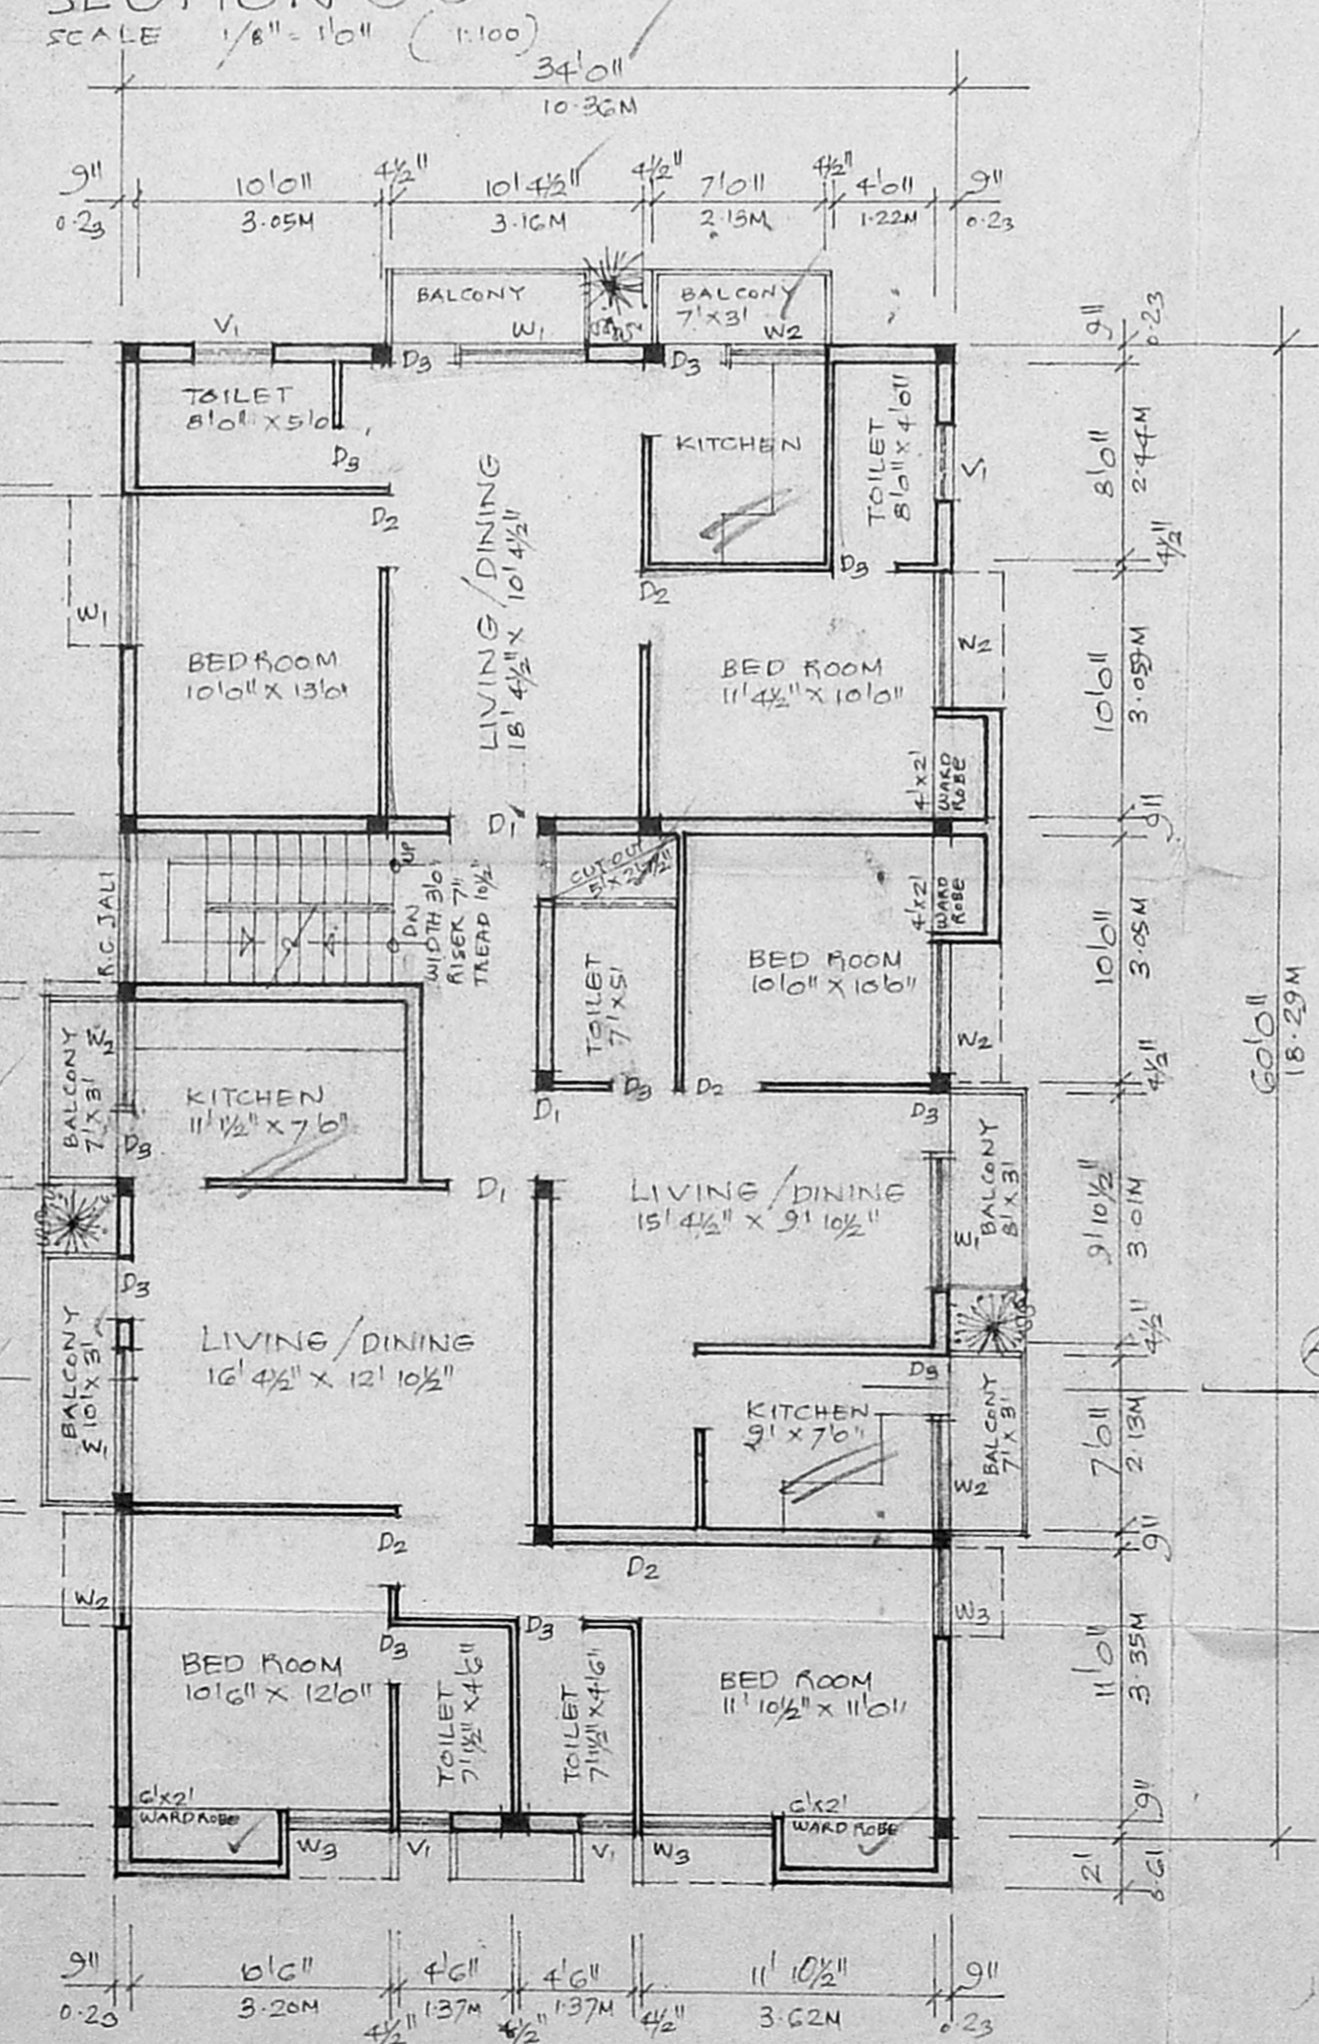 SCALE 1/8" = 1'0" (1:100)
34'0"
10.36M
9" 10'0" 4½" 10'4½" 4½" 7'0" 4½" 4'0" 9"
0.23 3.05M 3.16M 2.13M 1.22M 0.23
BALCONY
BALCONY
7'X3'
V1
W1
W2
D3
D3
TOILET
8'0" X 5'0
D3
KITCHEN
TOILET
8'0" X 4'0"
V1
D2
D3
D2
LIVING/DINING
18' 4½" X 10' 4½"
W1
BEDROOM
10'0" X 13'0"
BED ROOM
11' 4½" X 10'0"
4'X2'
WARD
ROBE
D1
R.C. JALI
UP
DN
WIDTH 3'0"
RISER 7"
TREAD 10½"
CUT OUT
4'X2'
WARD
ROBE
TOILET
7'X5'
BED ROOM
10'0" X 10'0"
W2
BALCONY
7'X3'
W2
KITCHEN
11' 1½" X 7'6"
D3
D3
D2
D1
D3
D1
LIVING/DINING
15' 4½" X 9' 10½"
BALCONY
8'X3'
W1
D3
LIVING/DINING
16' 4½" X 12' 10½"
BALCONY
10'X3'
W1
D3
KITCHEN
9' X 7'0"
BALCONY
7'X3'
W2
D2
D2
W2
W3
D3
D3
BED ROOM
10'6" X 12'0"
TOILET
7'1½" X 4'6"
TOILET
7'1½" X 4'6"
BED ROOM
11' 10½" X 11'0"
6'X2'
WARDROBE
6'X2'
WARDROBE
W3
V1
V1
W3
9"
0.23
8'0"
2.44M
4½"
10'0"
9"
10'0"
3.05M
4½"
9'10½"
3.01M
4½"
7'0"
2.13M
9"
11'0"
3.35M
9"
2'
60'0"
18.29M
9" 10'6" 4'6" 4'6" 11' 10½" 9"
0.23 3.20M 4½" 1.37M 4½" 1.37M 4½" 3.62M 0.23